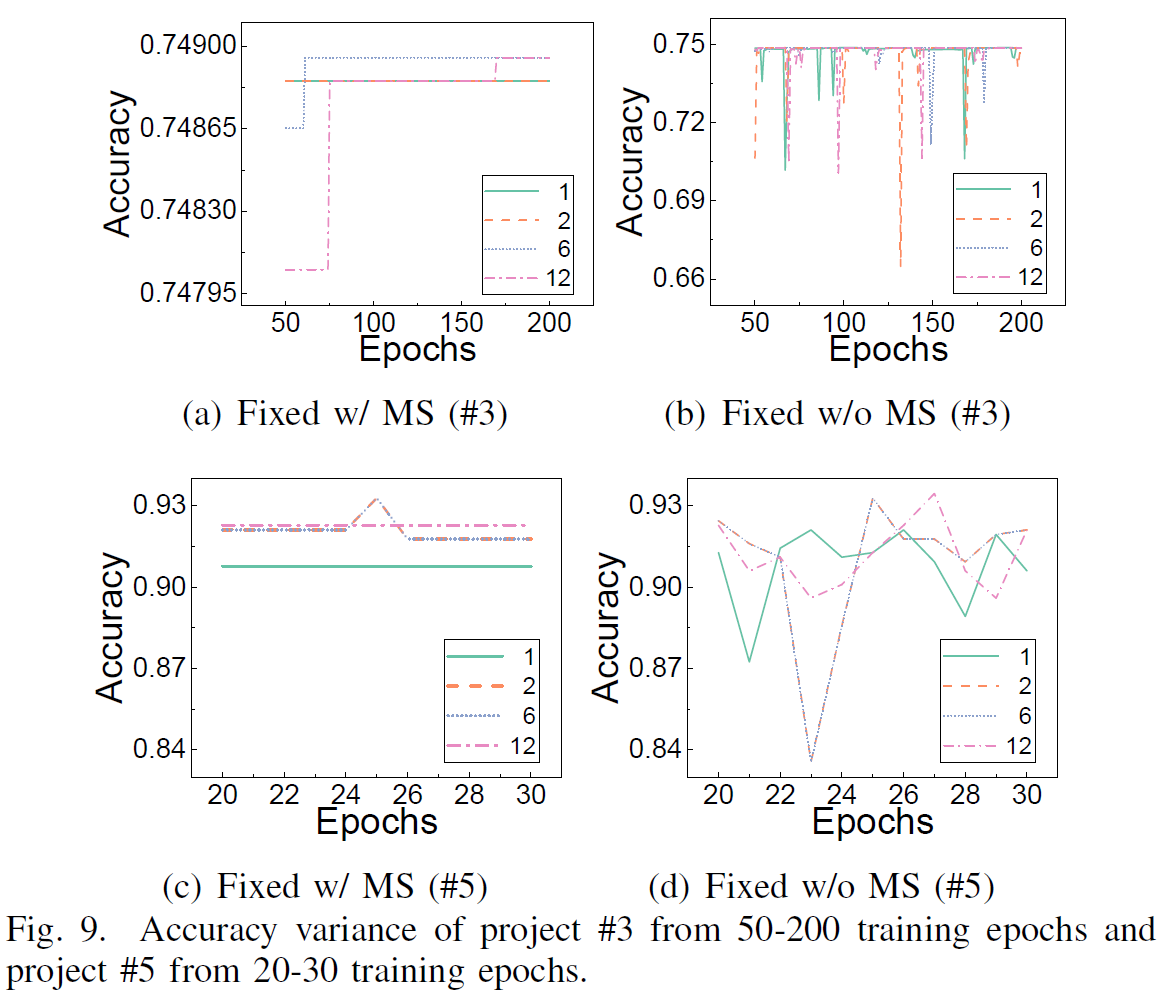 0.74900
0.74865
0.74830
0.74795
Accuracy
1
2
6
12
50 100 150 200
Epochs
(a) Fixed w/ MS (#3)
0.75
0.72
0.69
0.66
Accuracy
1
2
6
12
50 100 150 200
Epochs
(b) Fixed w/o MS (#3)
0.93
0.90
0.87
0.84
Accuracy
1
2
6
12
20 22 24 26 28 30
Epochs
(c) Fixed w/ MS (#5)
0.93
0.90
0.87
0.84
Accuracy
1
2
6
12
20 22 24 26 28 30
Epochs
(d) Fixed w/o MS (#5)
Fig. 9. Accuracy variance of project #3 from 50-200 training epochs and
project #5 from 20-30 training epochs.